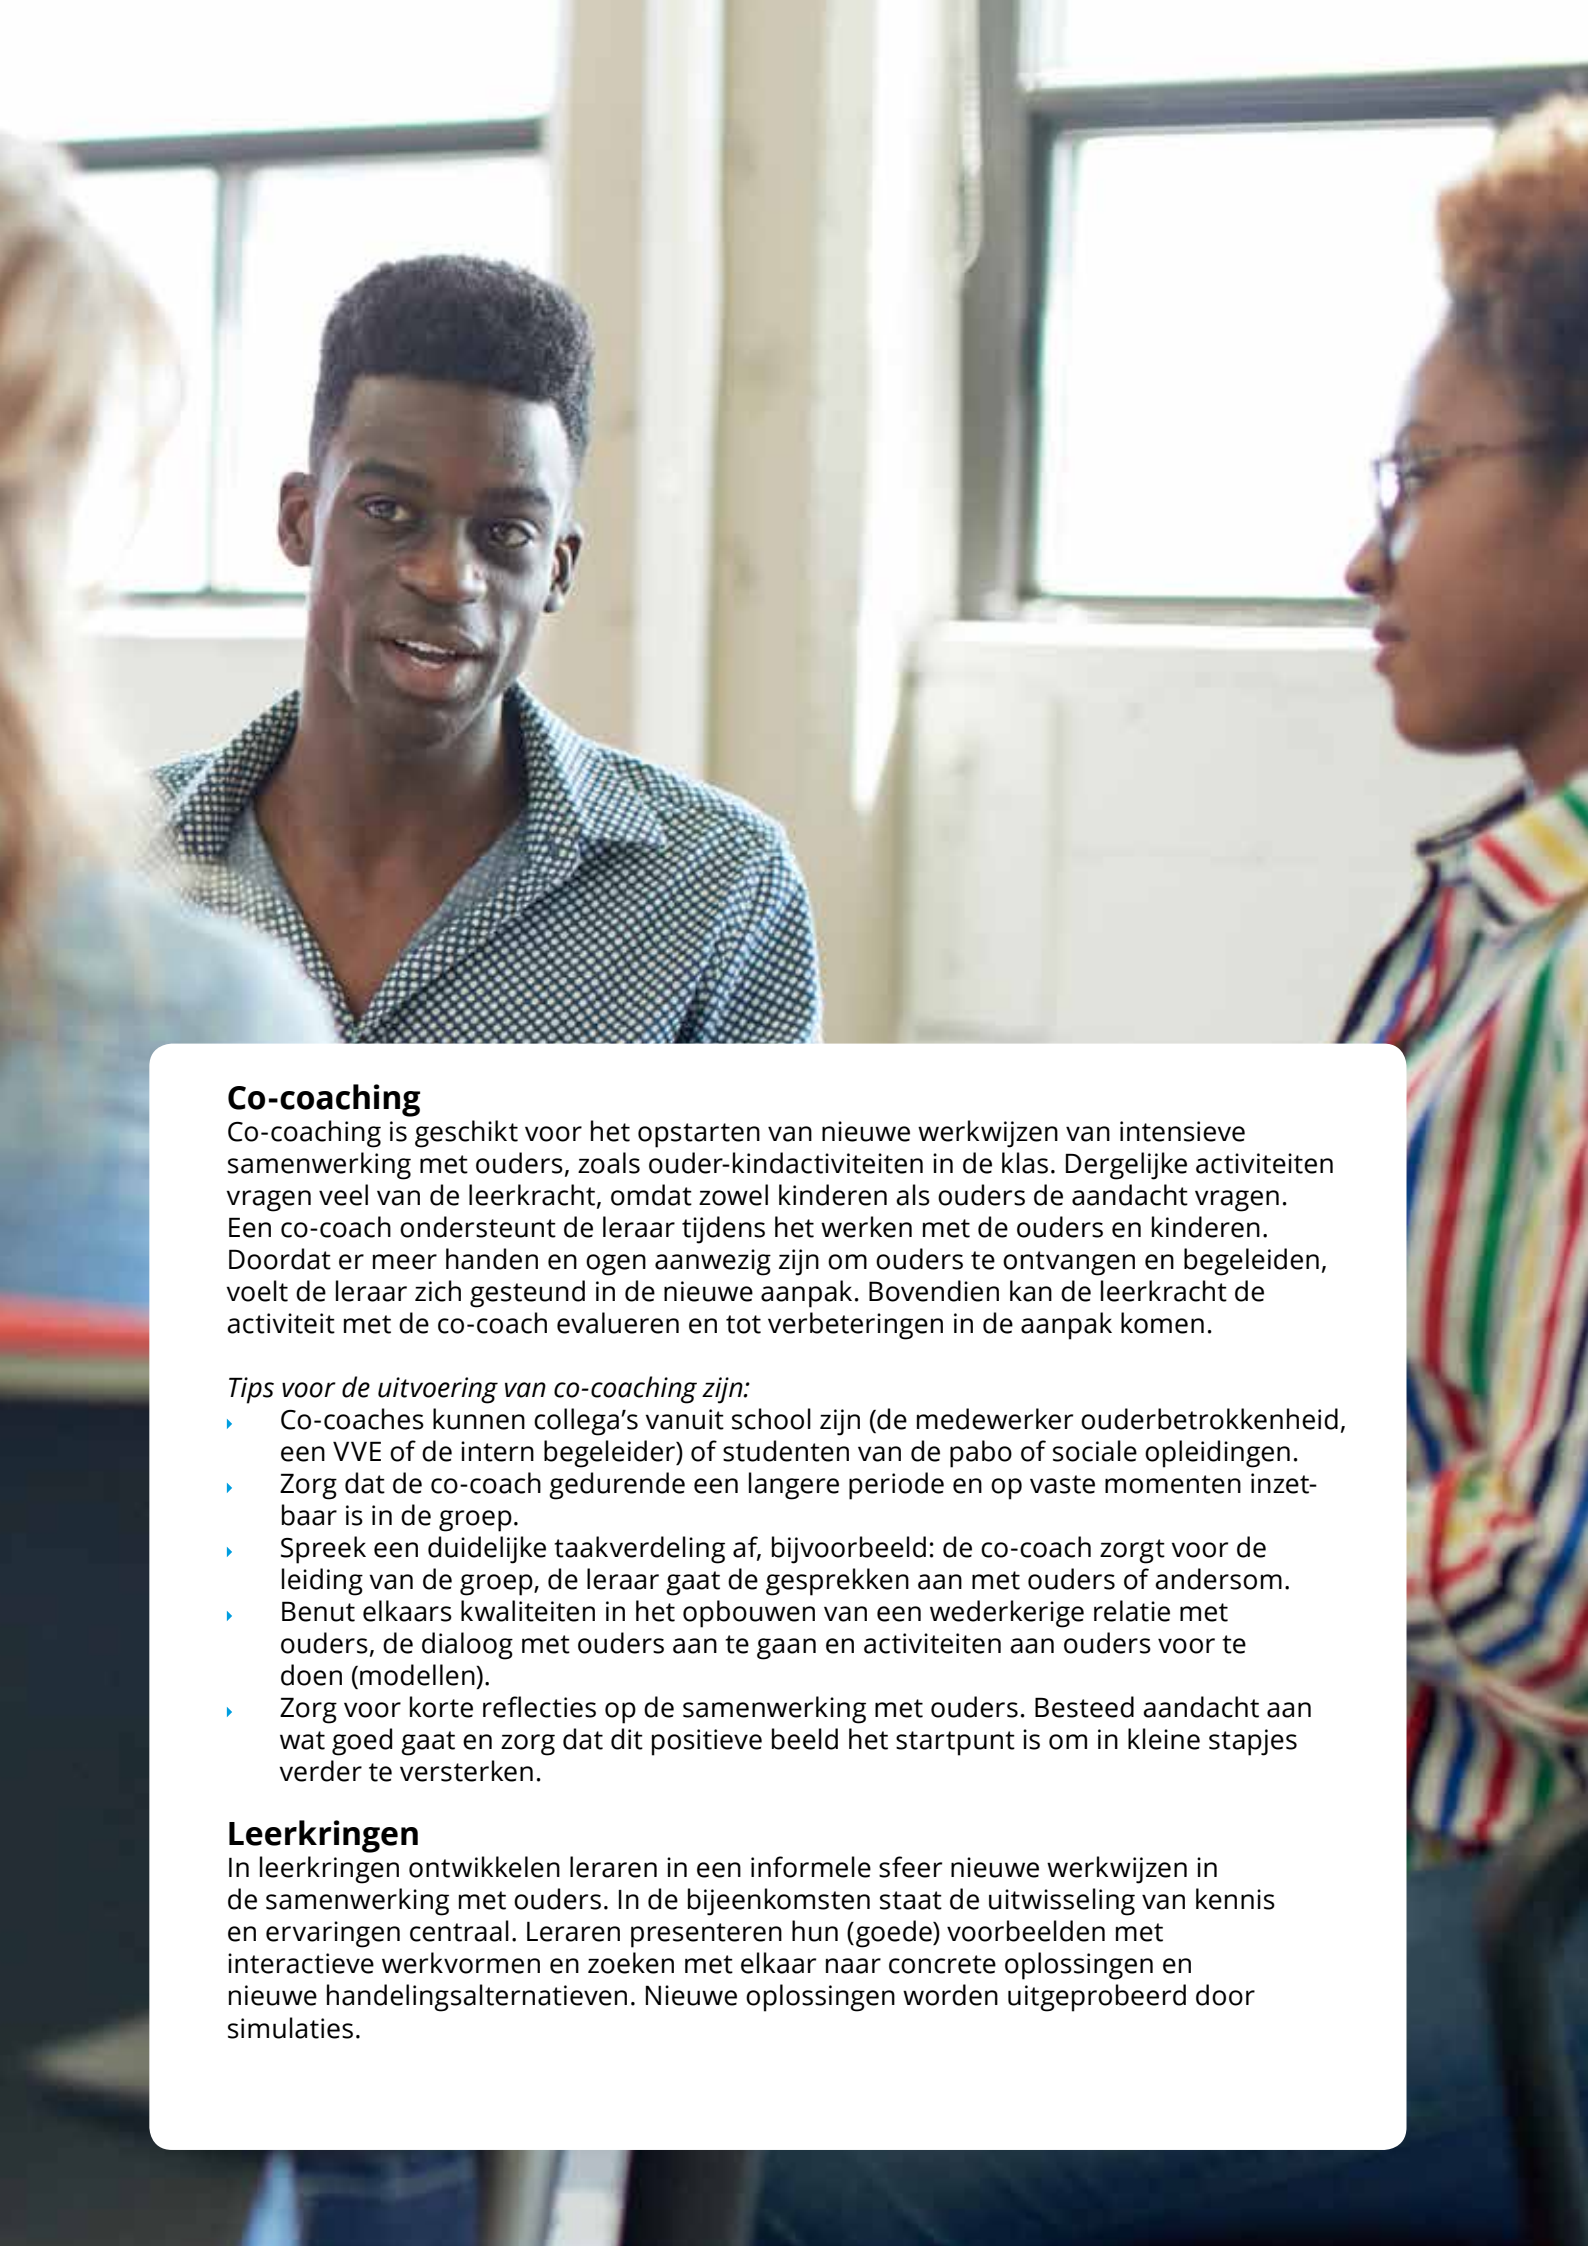 Co-coaching
Co-coaching is geschikt voor het opstarten van nieuwe werkwijzen van intensieve
samenwerking met ouders, zoals ouder-kindactiviteiten in de klas. Dergelijke activiteiten
vragen veel van de leerkracht, omdat zowel kinderen als ouders de aandacht vragen.
Een co-coach ondersteunt de leraar tijdens het werken met de ouders en kinderen.
Doordat er meer handen en ogen aanwezig zijn om ouders te ontvangen en begeleiden,
voelt de leraar zich gesteund in de nieuwe aanpak. Bovendien kan de leerkracht de
activiteit met de co-coach evalueren en tot verbeteringen in de aanpak komen.
Tips voor de uitvoering van co-coaching zijn:
Co-coaches kunnen collega’s vanuit school zijn (de medewerker ouderbetrokkenheid,
een VVE of de intern begeleider) of studenten van de pabo of sociale opleidingen.
Zorg dat de co-coach gedurende een langere periode en op vaste momenten inzet-
baar is in de groep.
Spreek een duidelijke taakverdeling af, bijvoorbeeld: de co-coach zorgt voor de
leiding van de groep, de leraar gaat de gesprekken aan met ouders of andersom.
Benut elkaars kwaliteiten in het opbouwen van een wederkerige relatie met
ouders, de dialoog met ouders aan te gaan en activiteiten aan ouders voor te
doen (modellen).
Zorg voor korte reflecties op de samenwerking met ouders. Besteed aandacht aan
wat goed gaat en zorg dat dit positieve beeld het startpunt is om in kleine stapjes
verder te versterken.
Leerkringen
In leerkringen ontwikkelen leraren in een informele sfeer nieuwe werkwijzen in
de samenwerking met ouders. In de bijeenkomsten staat de uitwisseling van kennis
en ervaringen centraal. Leraren presenteren hun (goede) voorbeelden met
interactieve werkvormen en zoeken met elkaar naar concrete oplossingen en
nieuwe handelingsalternatieven. Nieuwe oplossingen worden uitgeprobeerd door
simulaties.